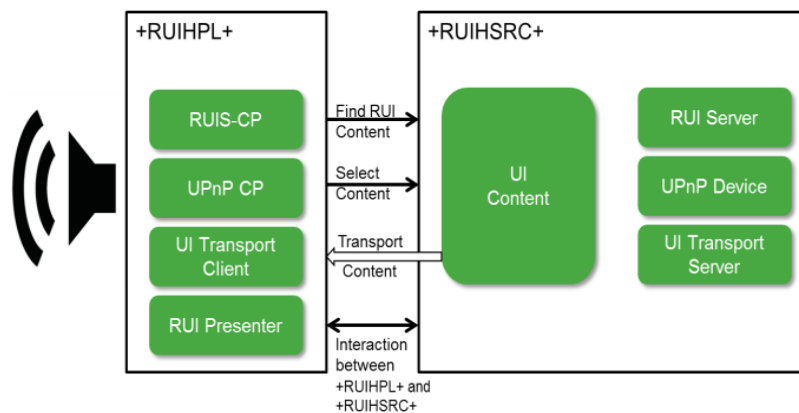 +RUIHPL+
RUIS-CP
UPnP CP
UI Transport
Client
RUI Presenter
Find RUI
Content
Select
Content
Transport
Content
Interaction
between
+RUIHPL+ and
+RUIHSRC+
+RUIHSRC+
UI
Content
RUI Server
UPnP Device
UI Transport
Server